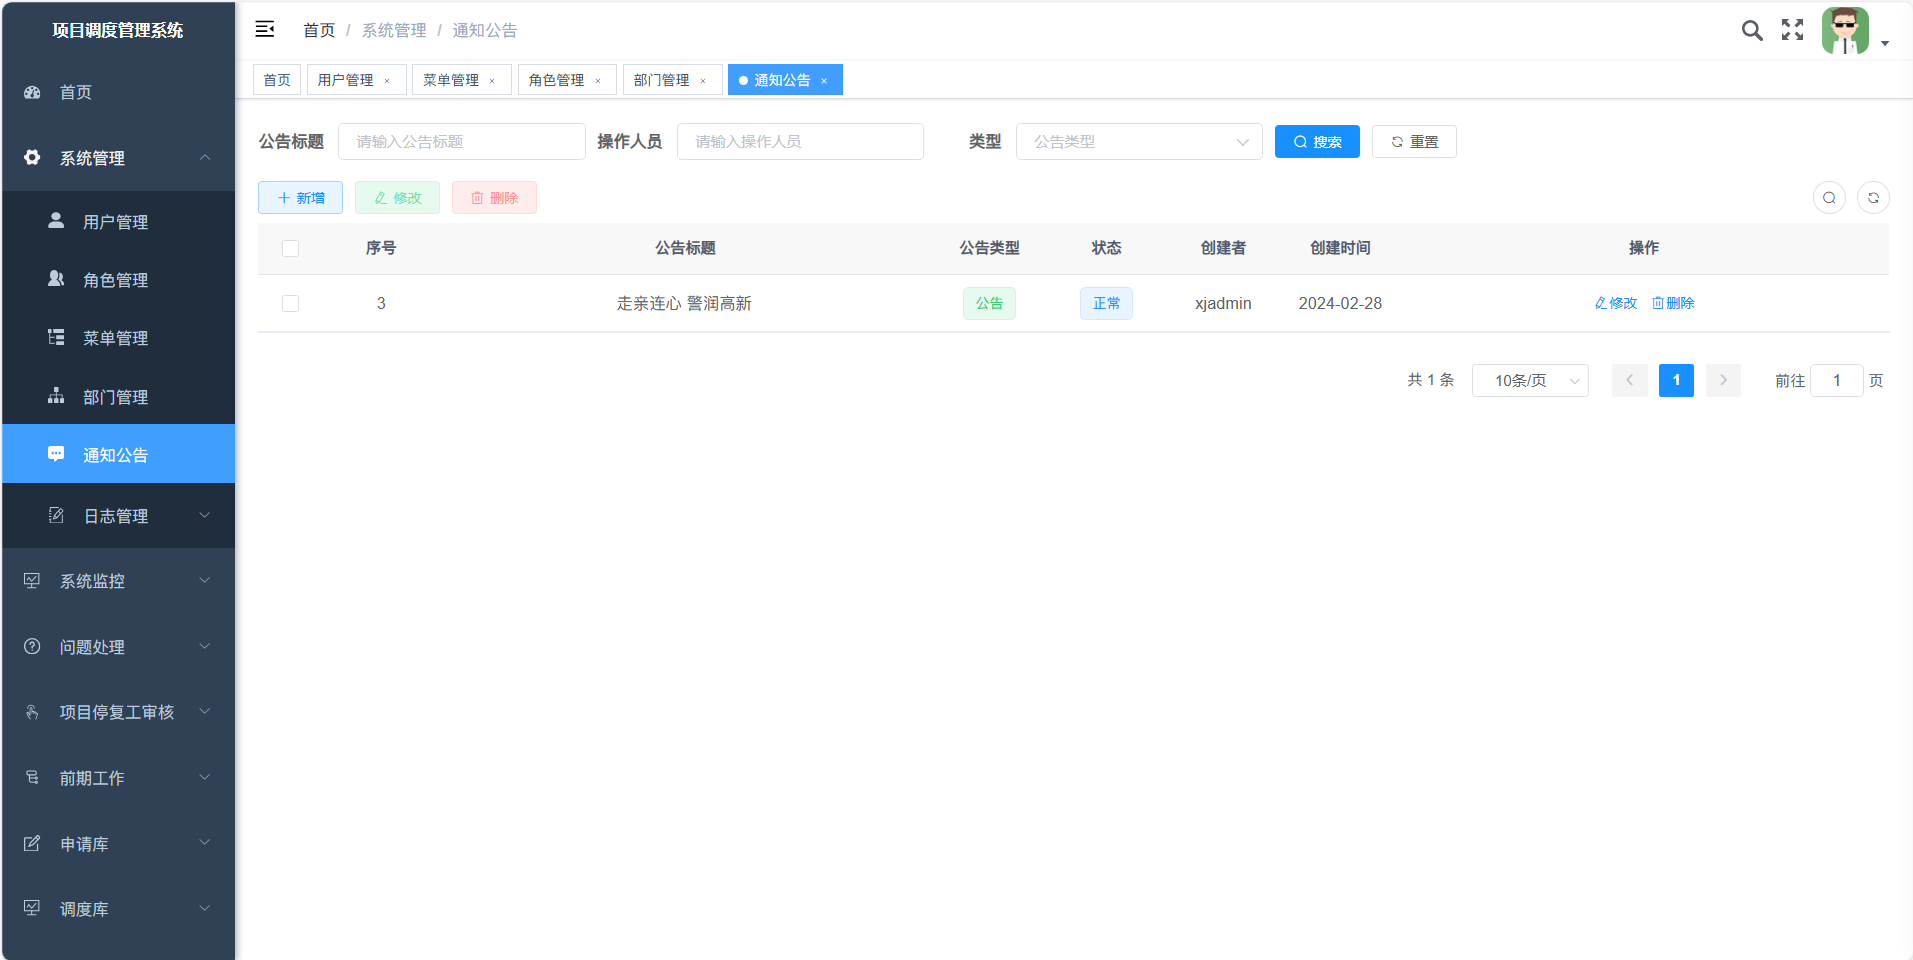 项目调度管理系统
首页
系统管理
用户管理
角色管理
菜单管理
部门管理
通知公告
日志管理
系统监控
问题处理
项目停复工审核
前期工作
申请库
调度库
首页 / 系统管理 / 通知公告
首页 用户管理 × 菜单管理 × 角色管理 × 部门管理 × 通知公告 ×
公告标题 请输入公告标题 操作人员 请输入操作人员 类型 公告类型 搜索 重置
新增 修改 删除
序号 公告标题 公告类型 状态 创建者 创建时间 操作
3 走亲连心 警润高新 公告 正常 xjadmin 2024-02-28 修改 删除
共 1 条 10条/页 1 前往 1 页